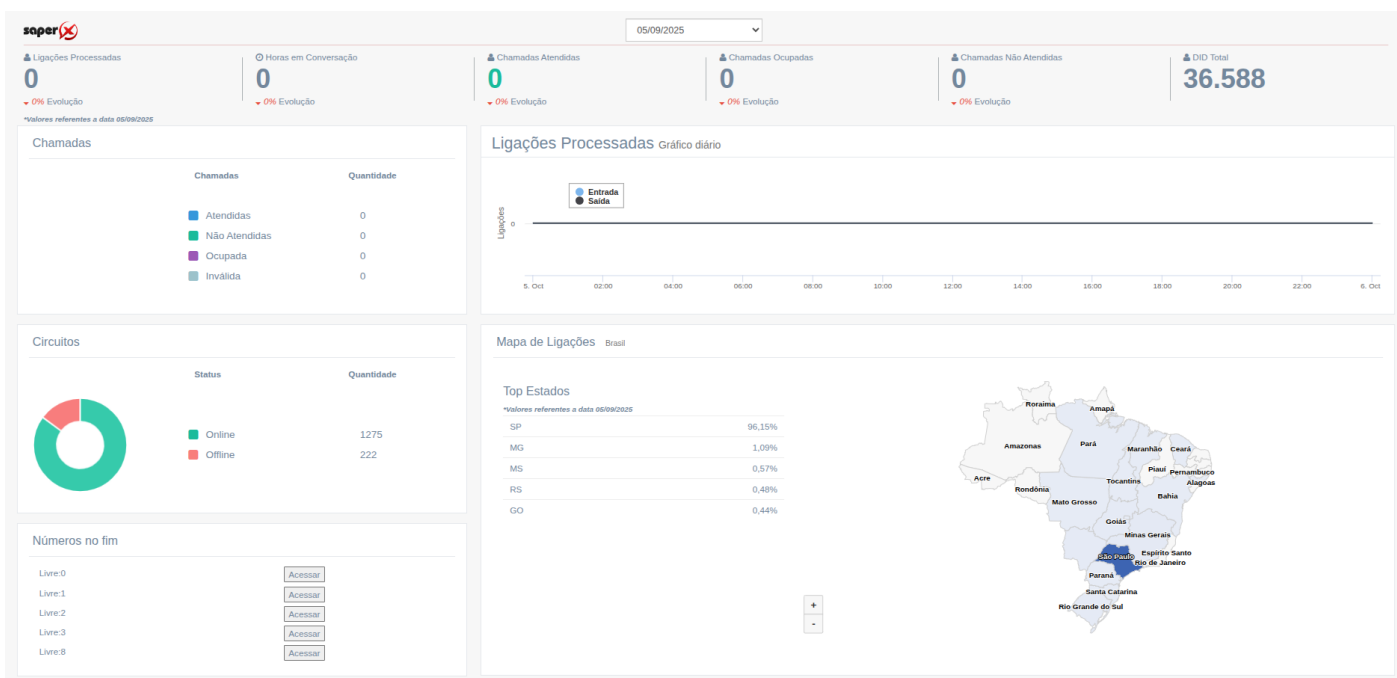 saperx
05/09/2025
Ligações Processadas
0
0% Evolução
Horas em Conversação
0
0% Evolução
Chamadas Atendidas
0
0% Evolução
Chamadas Ocupadas
0
0% Evolução
Chamadas Não Atendidas
0
0% Evolução
DID Total
36.588
*Valores referentes a data 05/09/2025
Chamadas
Chamadas Quantidade
Atendidas 0
Não Atendidas 0
Ocupada 0
Inválida 0
Ligações Processadas Gráfico diário
Entrada
Saída
Ligações
0
5. Oct 02:00 04:00 06:00 08:00 10:00 12:00 14:00 16:00 18:00 20:00 22:00 6. Oct
Circuitos
Status Quantidade
Online 1275
Offline 222
Números no fim
Livre:0 Acessar
Livre:1 Acessar
Livre:2 Acessar
Livre:3 Acessar
Livre:8 Acessar
Mapa de Ligações Brasil
Top Estados
*Valores referentes a data 05/09/2025
SP 96,15%
MG 1,09%
MS 0,57%
RS 0,48%
GO 0,44%
+
-
Roraima
Amapá
Amazonas
Pará
Maranhão
Ceará
Piauí
Pernambuco
Acre
Tocantins
Alagoas
Rondônia
Bahia
Mato Grosso
Goiás
Minas Gerais
São Paulo
Espírito Santo
Rio de Janeiro
Paraná
Santa Catarina
Rio Grande do Sul